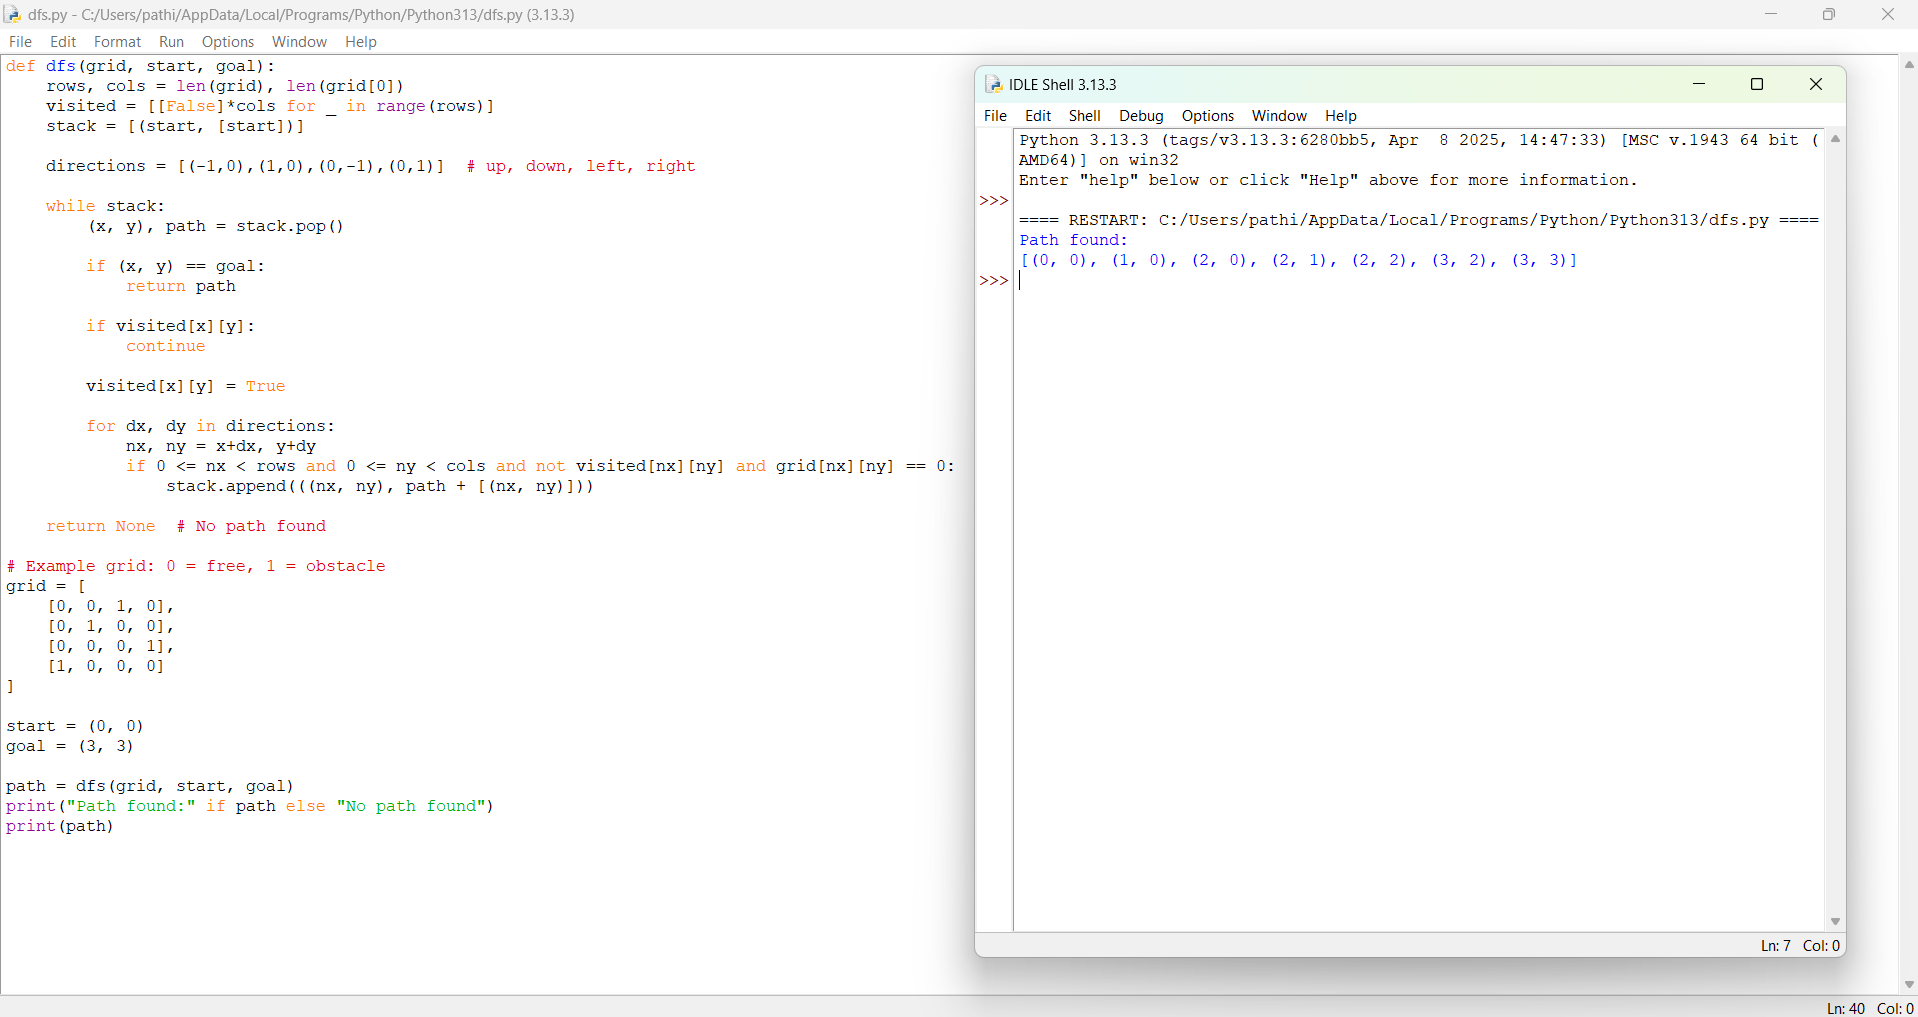 dfs.py - C:/Users/pathi/AppData/Local/Programs/Python/Python313/dfs.py (3.13.3)
File Edit Format Run Options Window Help
def dfs(grid, start, goal):
    rows, cols = len(grid), len(grid[0])
    visited = [[False]*cols for _ in range(rows)]
    stack = [(start, [start])]

    directions = [(-1,0),(1,0),(0,-1),(0,1)]  # up, down, left, right

    while stack:
        (x, y), path = stack.pop()

        if (x, y) == goal:
            return path

        if visited[x][y]:
            continue

        visited[x][y] = True

        for dx, dy in directions:
            nx, ny = x+dx, y+dy
            if 0 <= nx < rows and 0 <= ny < cols and not visited[nx][ny] and grid[nx][ny] == 0:
                stack.append(((nx, ny), path + [(nx, ny)]))

    return None  # No path found

# Example grid: 0 = free, 1 = obstacle
grid = [
    [0, 0, 1, 0],
    [0, 1, 0, 0],
    [0, 0, 0, 1],
    [1, 0, 0, 0]
]

start = (0, 0)
goal = (3, 3)

path = dfs(grid, start, goal)
print("Path found:" if path else "No path found")
print(path)
Ln: 40 Col: 0
IDLE Shell 3.13.3
File Edit Shell Debug Options Window Help
Python 3.13.3 (tags/v3.13.3:6280bb5, Apr  8 2025, 14:47:33) [MSC v.1943 64 bit (
AMD64)] on win32
Enter "help" below or click "Help" above for more information.
>>>
==== RESTART: C:/Users/pathi/AppData/Local/Programs/Python/Python313/dfs.py ====
Path found:
[(0, 0), (1, 0), (2, 0), (2, 1), (2, 2), (3, 2), (3, 3)]
>>>
Ln: 7 Col: 0